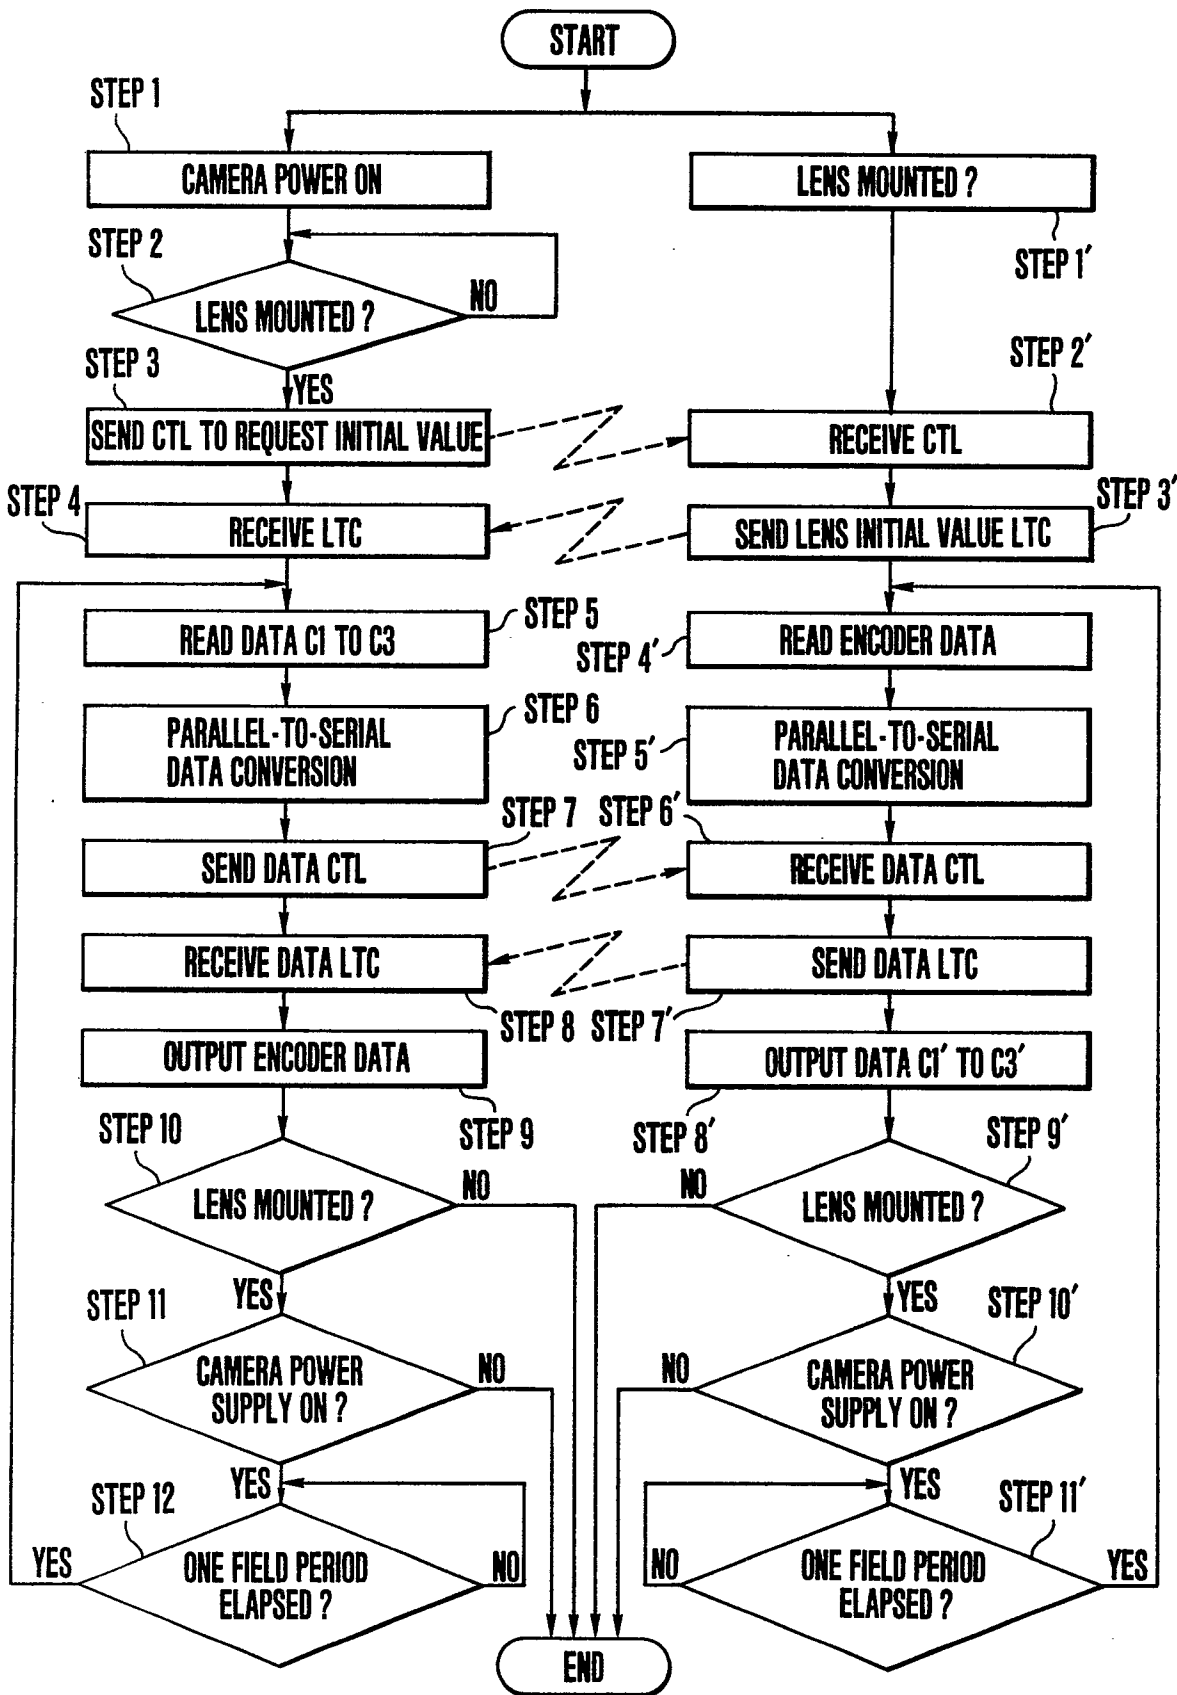 START
STEP 1
CAMERA POWER ON
LENS MOUNTED ?
STEP 1′
STEP 2
LENS MOUNTED ?
NO
YES
STEP 3
STEP 2′
SEND CTL TO REQUEST INITIAL VALUE
RECEIVE CTL
STEP 4
STEP 3′
RECEIVE LTC
SEND LENS INITIAL VALUE LTC
STEP 5
READ DATA C1 TO C3
STEP 4′
READ ENCODER DATA
STEP 6
PARALLEL-TO-SERIAL
DATA CONVERSION
STEP 5′
PARALLEL-TO-SERIAL
DATA CONVERSION
STEP 7
STEP 6′
SEND DATA CTL
RECEIVE DATA CTL
RECEIVE DATA LTC
SEND DATA LTC
STEP 8
STEP 7′
OUTPUT ENCODER DATA
OUTPUT DATA C1′ TO C3′
STEP 9
STEP 8′
STEP 10
STEP 9′
LENS MOUNTED ?
NO
NO
LENS MOUNTED ?
YES
YES
STEP 11
STEP 10′
CAMERA POWER
SUPPLY ON ?
NO
NO
CAMERA POWER
SUPPLY ON ?
YES
YES
STEP 12
STEP 11′
YES
ONE FIELD PERIOD
ELAPSED ?
NO
NO
ONE FIELD PERIOD
ELAPSED ?
YES
END